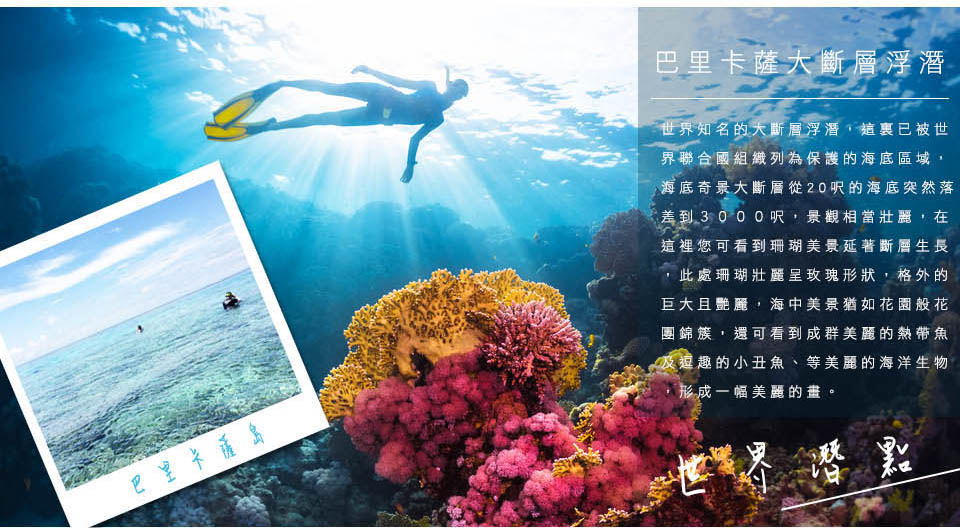 巴里卡薩大斷層浮潛
世界知名的大斷層浮潛，這裏已被世
界聯合國組織列為保護的海底區域，
海底奇景大斷層從20呎的海底突然落
差到３０００呎，景觀相當壯麗，在
這裡您可看到珊瑚美景延著斷層生長
，此處珊瑚壯麗呈玫瑰形狀，格外的
巨大且艷麗，海中美景猶如花園般花
團錦簇，還可看到成群美麗的熱帶魚
及逗趣的小丑魚、等美麗的海洋生物
，形成一幅美麗的畫。
巴里卡薩島
世界潛點